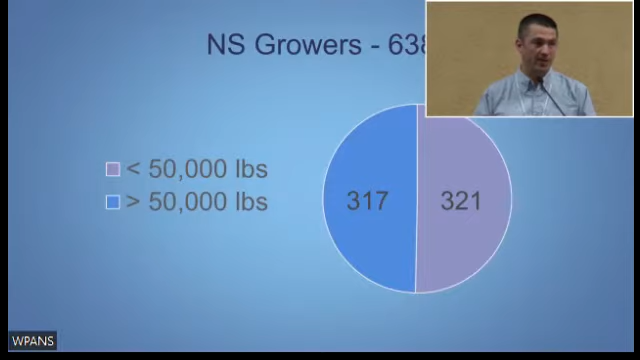 NS Growers - 638
< 50,000 lbs
> 50,000 lbs
317
321
WPANS